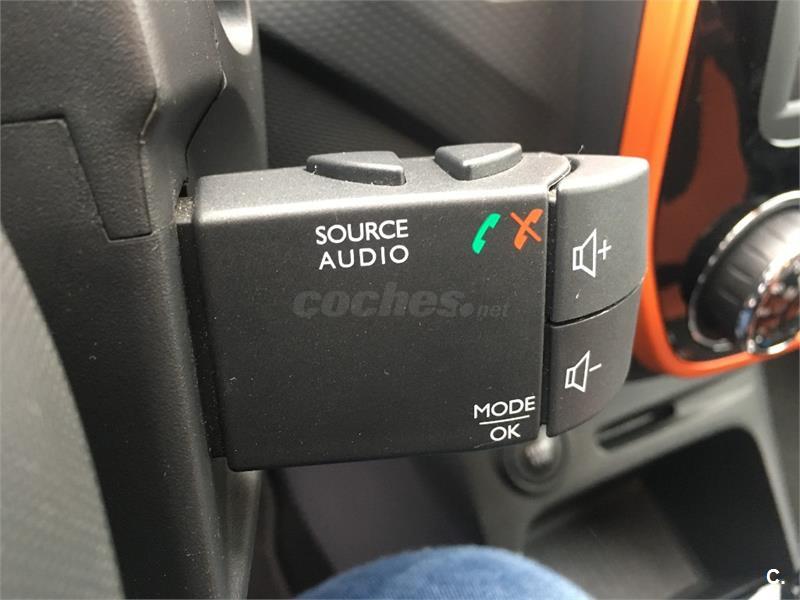 SOURCE
AUDIO
+
coches.net
-
MODE
OK
C.